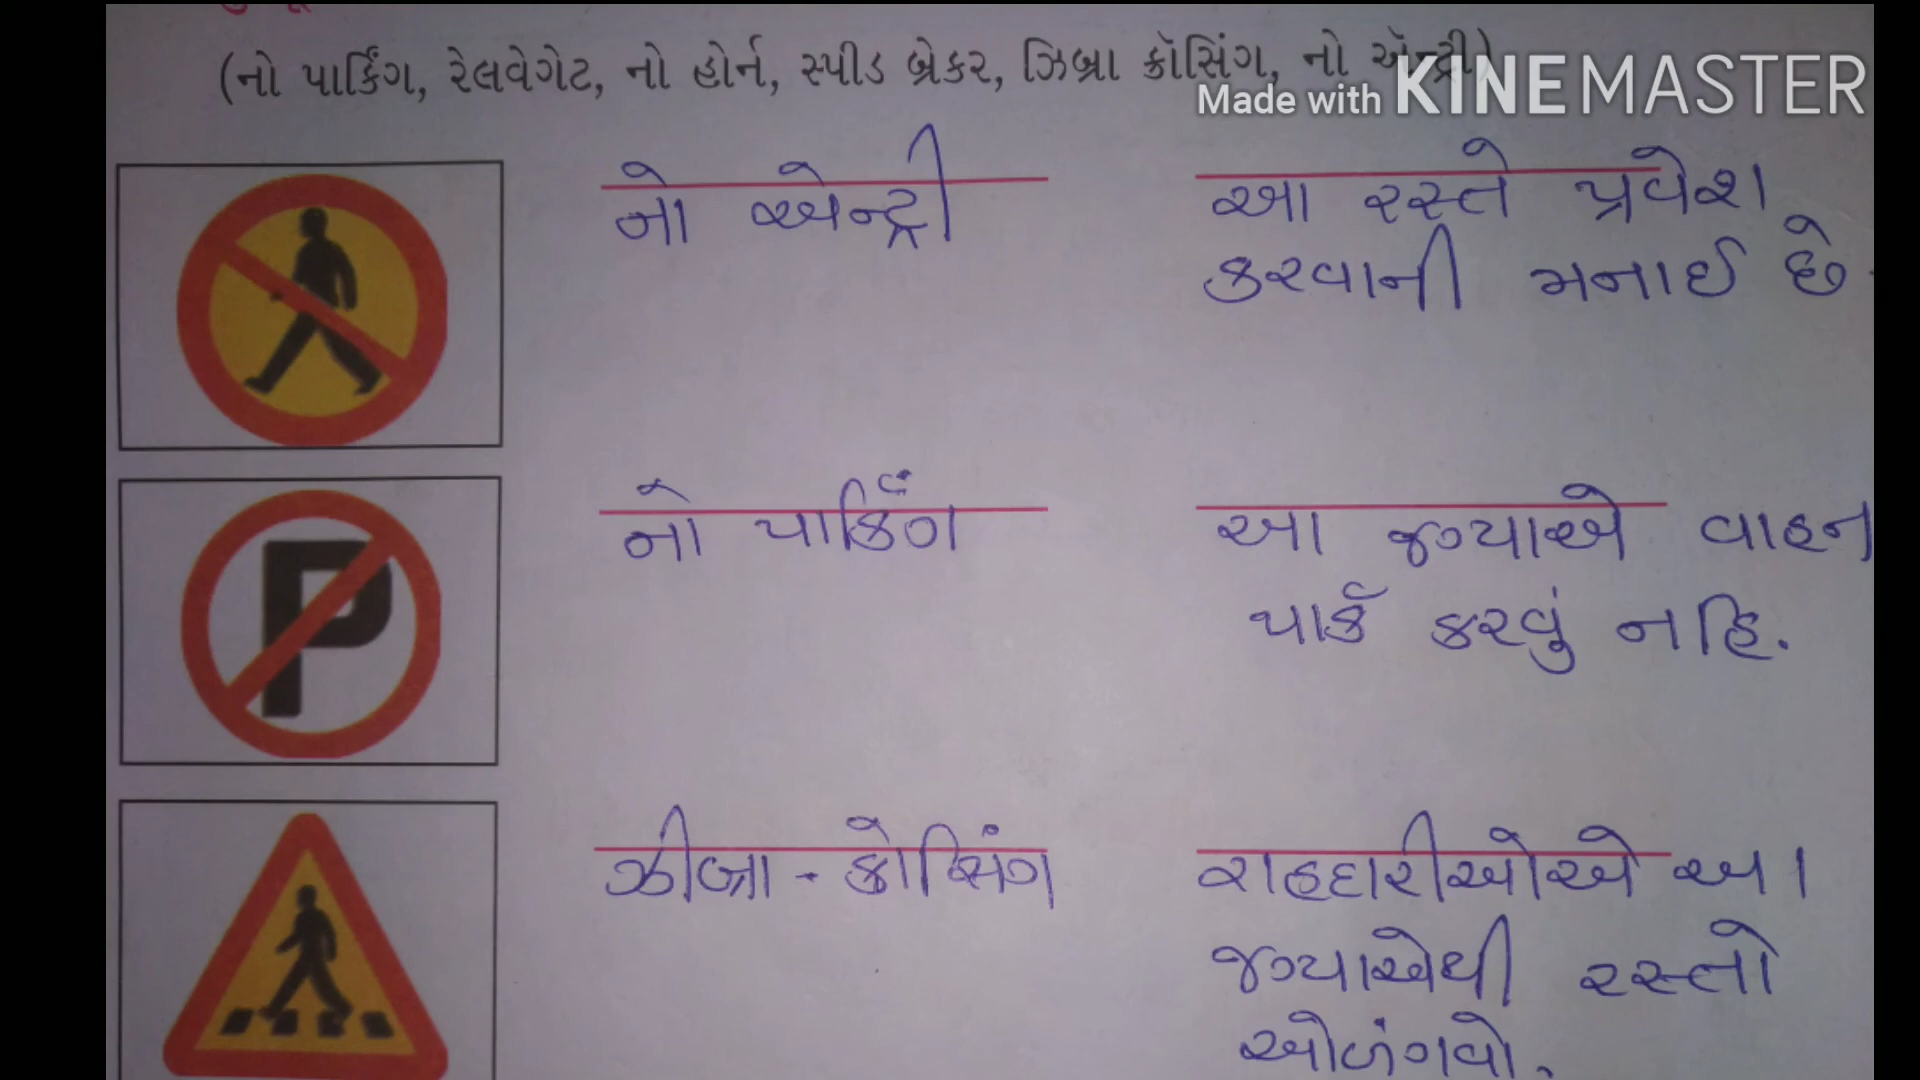 (નો પાર્કિંગ, રેલવેગેટ, નો હોર્ન, સ્પીડ બ્રેકર, ઝિબ્રા ક્રૉસિંગ, નો ઍન્ટ્રી)
Made with KINEMASTER
નો એન્ટ્રી
આ રસ્તે પ્રવેશ
કરવાની મનાઈ છે.
નો પાર્કિંગ
આ જગ્યાએ વાહન
પાર્ક કરવું નહિ.
P
ઝીબ્રા - ક્રોસિંગ
રાહદારીઓએ આ
જગ્યાએથી રસ્તો
ઓળંગવો.